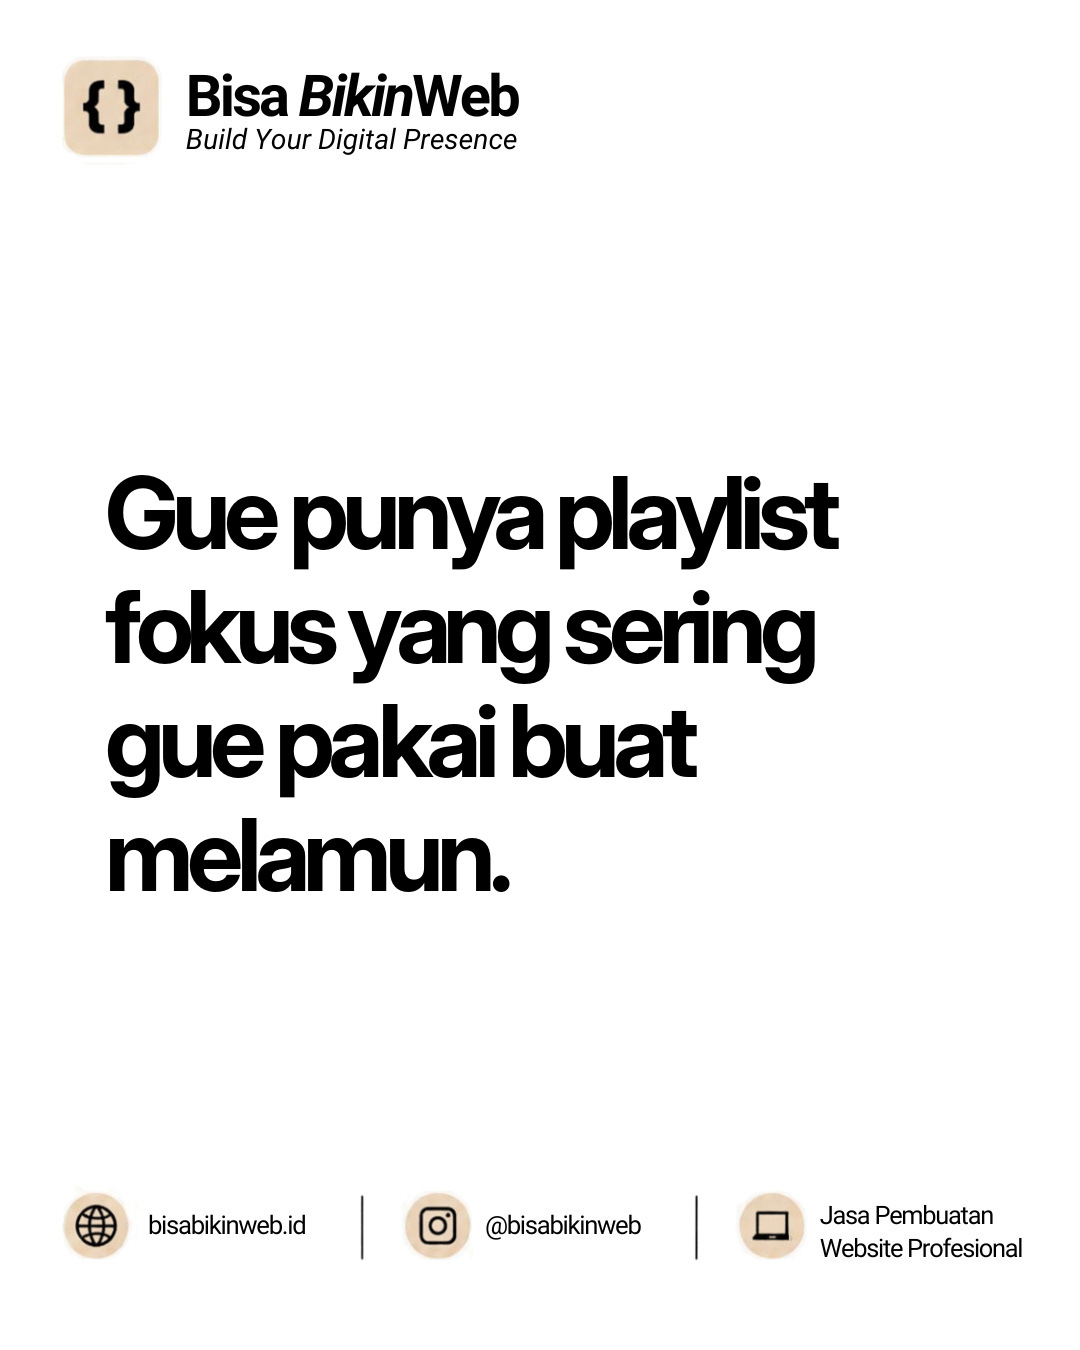 { }
Bisa BikinWeb
Build Your Digital Presence
Gue punya playlist
fokus yang sering
gue pakai buat
melamun.
bisabikinweb.id
@bisabikinweb
Jasa Pembuatan
Website Profesional